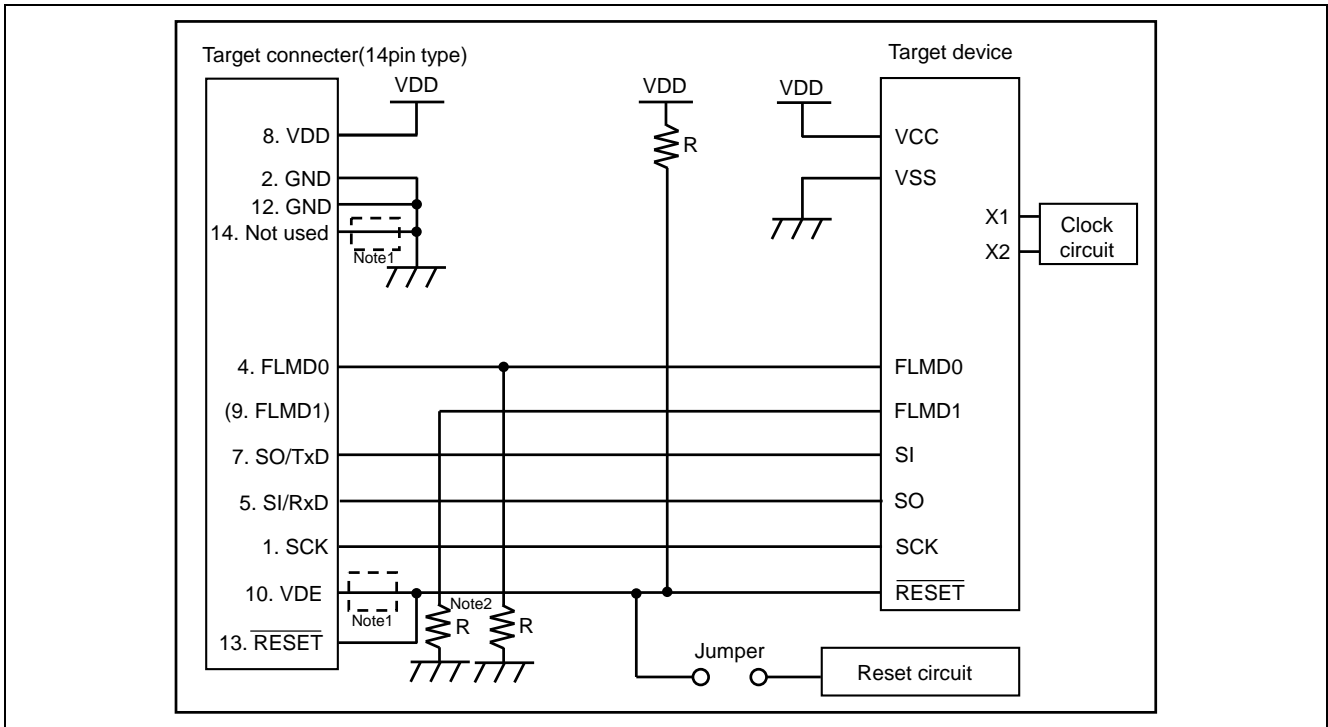 Target connecter(14pin type)
Target device
VDD
VDD
VDD
8. VDD
R
VCC
2. GND
VSS
12. GND
14. Not used
Note1
X1
X2
Clock
circuit
4. FLMD0
FLMD0
(9. FLMD1)
FLMD1
7. SO/TxD
SI
5. SI/RxD
SO
1. SCK
SCK
10. VDE
RESET
Note1
Note2
R
R
13. RESET
Jumper
Reset circuit